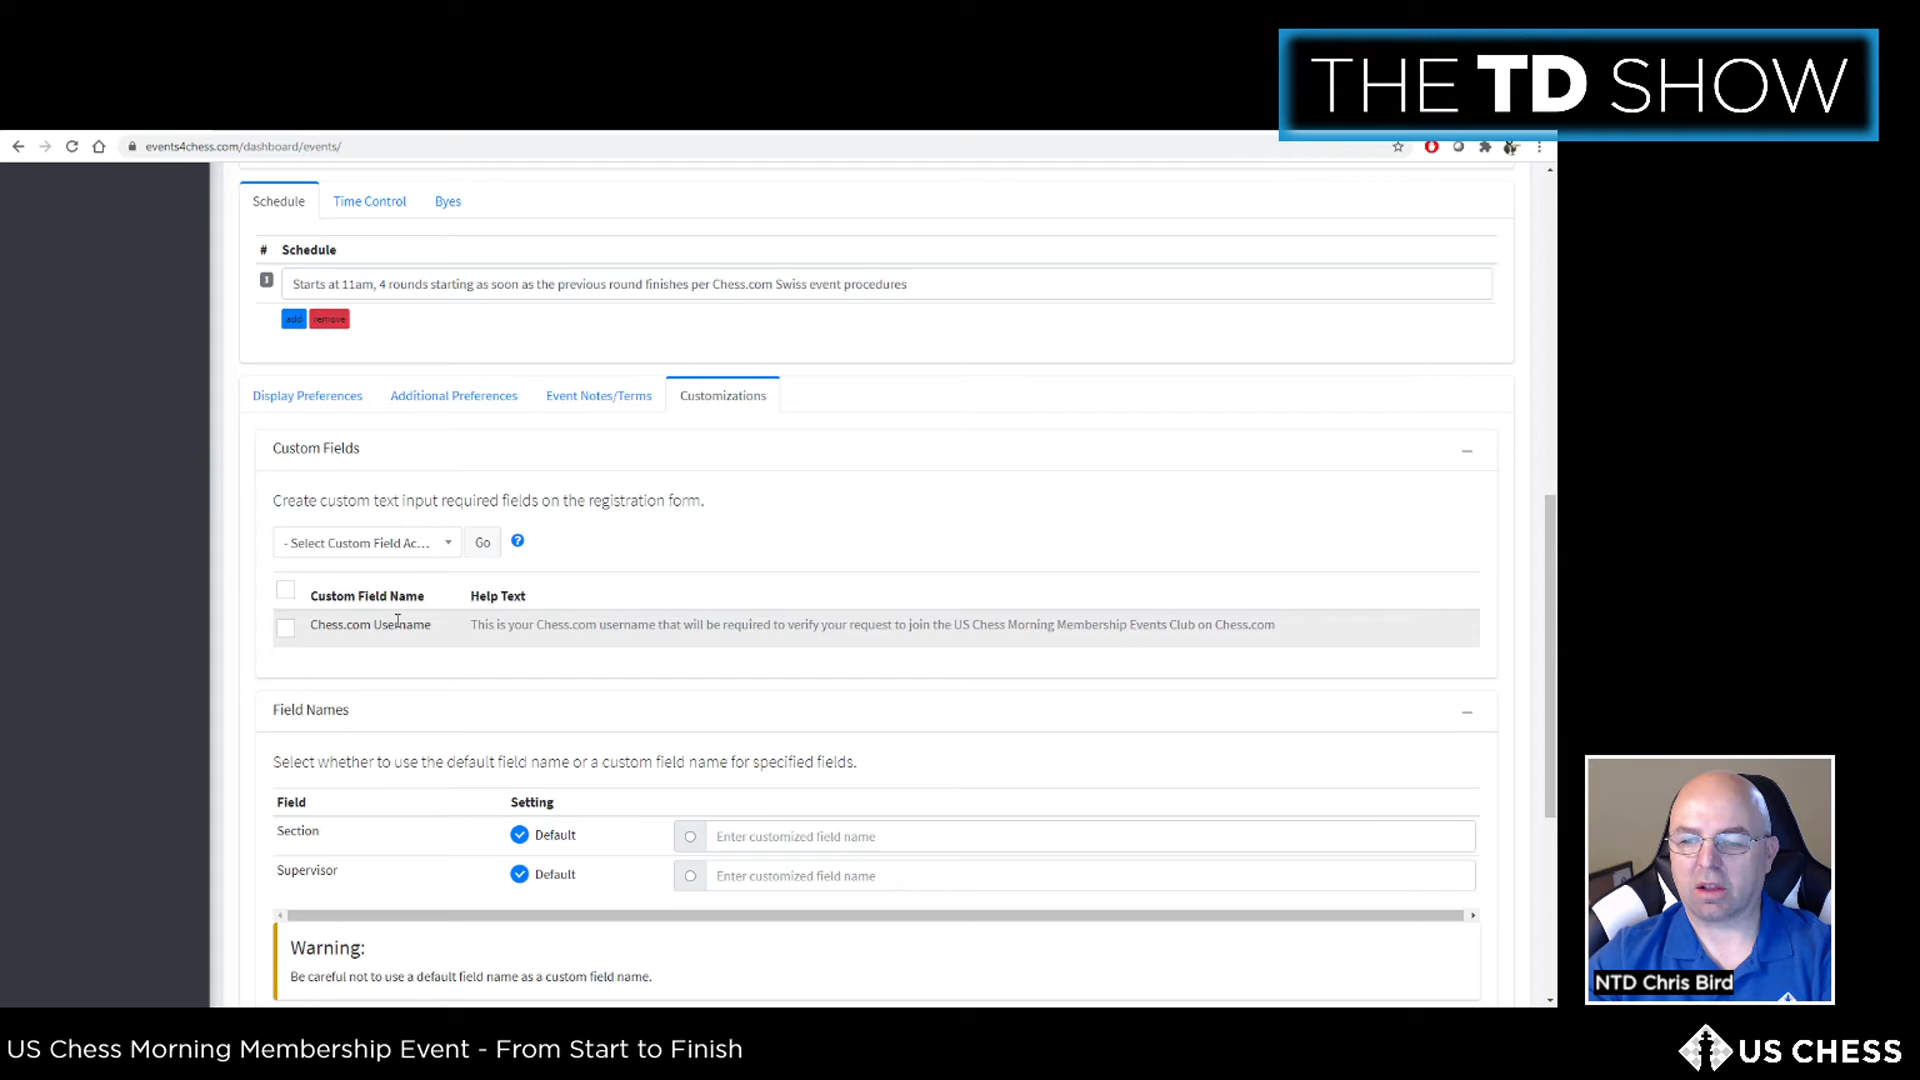 THE TD SHOW
events4chess.com/dashboard/events/
Schedule
Time Control
Byes
# Schedule
1 Starts at 11am, 4 rounds starting as soon as the previous round finishes per Chess.com Swiss event procedures
add remove
Display Preferences
Additional Preferences
Event Notes/Terms
Customizations
Custom Fields
Create custom text input required fields on the registration form.
- Select Custom Field Ac...
Go
?
Custom Field Name Help Text
Chess.com Username This is your Chess.com username that will be required to verify your request to join the US Chess Morning Membership Events Club on Chess.com
Field Names
Select whether to use the default field name or a custom field name for specified fields.
Field Setting
Section Default Enter customized field name
Supervisor Default Enter customized field name
Warning:
Be careful not to use a default field name as a custom field name.
NTD Chris Bird
US Chess Morning Membership Event - From Start to Finish
US CHESS